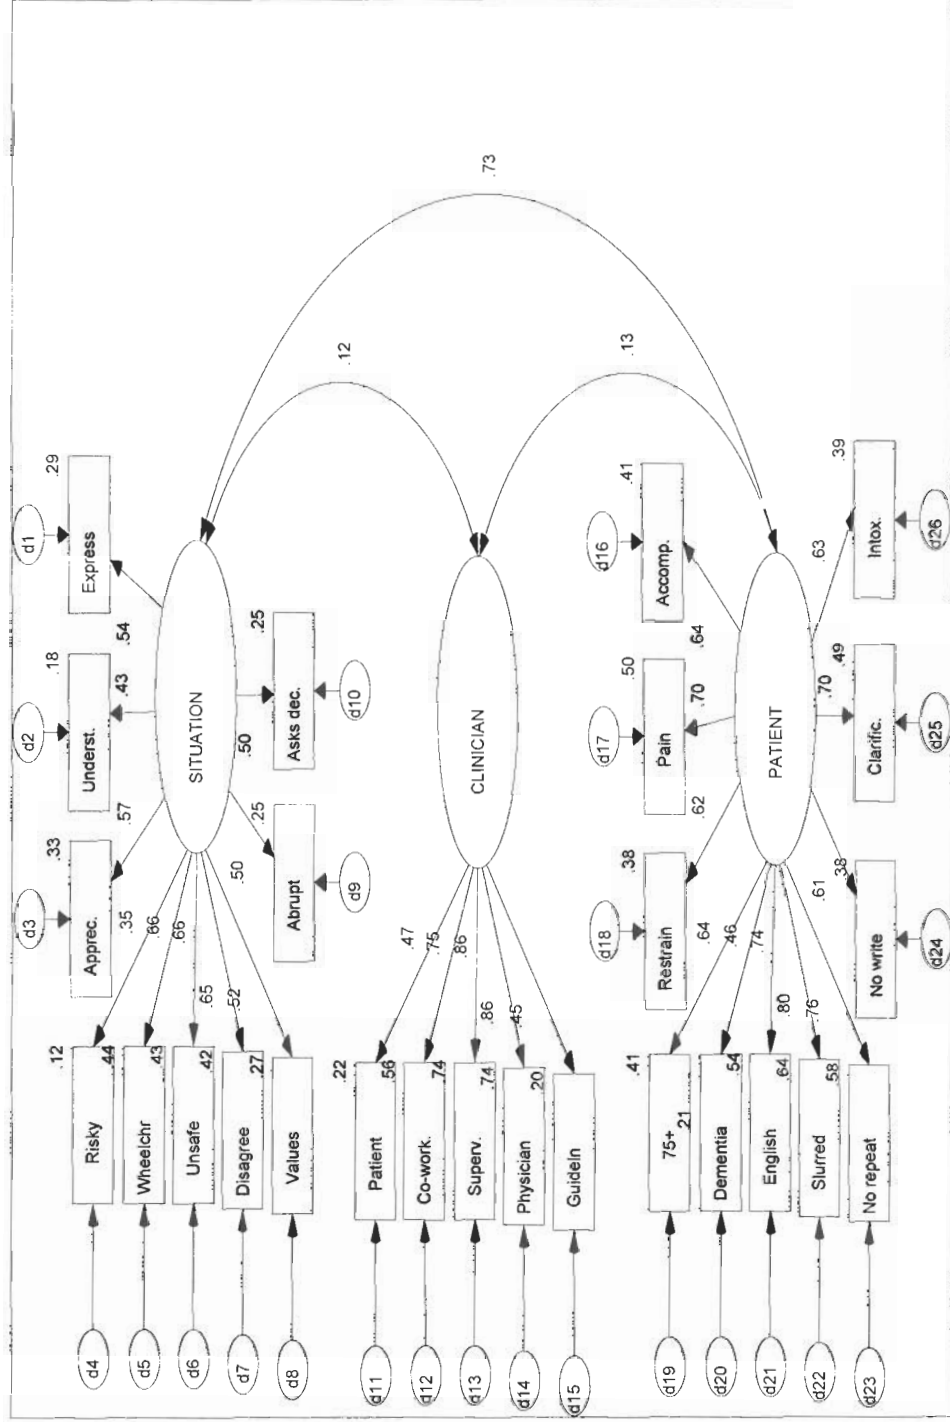 .73
.12
.13
d1
.29
Express
.54
d2
.18
Underst.
.43
d3
.33
Apprec.
.57
SITUATION
.25
Asks dec.
d10
.50
.25
Abrupt
d9
.50
.35
.66
.66
.65
.52
.12
Risky
.44
Wheelchr
.43
Unsafe
.42
Disagree
.27
Values
d4
d5
d6
d7
d8
CLINICIAN
.47
.75
.86
.86
.45
.22
Patient
.56
Co-work.
.74
Superv.
.74
Physician
.20
Guideln
d11
d12
d13
d14
d15
PATIENT
d16
.41
Accomp.
.64
d17
.50
Pain
.70
d18
.38
Restrain
.62
.63
.39
Intox.
d26
.70
.49
Clarific.
d25
.61
.38
No write
d24
.64
.46
.74
.80
.76
.41
75+
21
Dementia
.54
English
.64
Slurred
.58
No repeat
d19
d20
d21
d22
d23